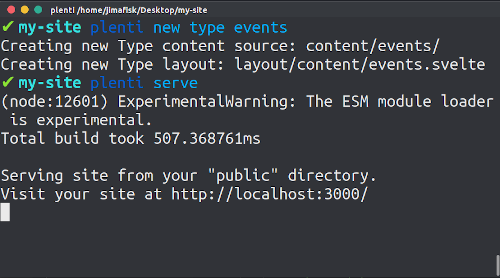 plenti /home/jimafisk/Desktop/my-site
✔ my-site plenti new type events
Creating new Type content source: content/events/
Creating new Type layout: layout/content/events.svelte
✔ my-site plenti serve
(node:12601) ExperimentalWarning: The ESM module loader
is experimental.
Total build took 507.368761ms
Serving site from your "public" directory.
Visit your site at http://localhost:3000/